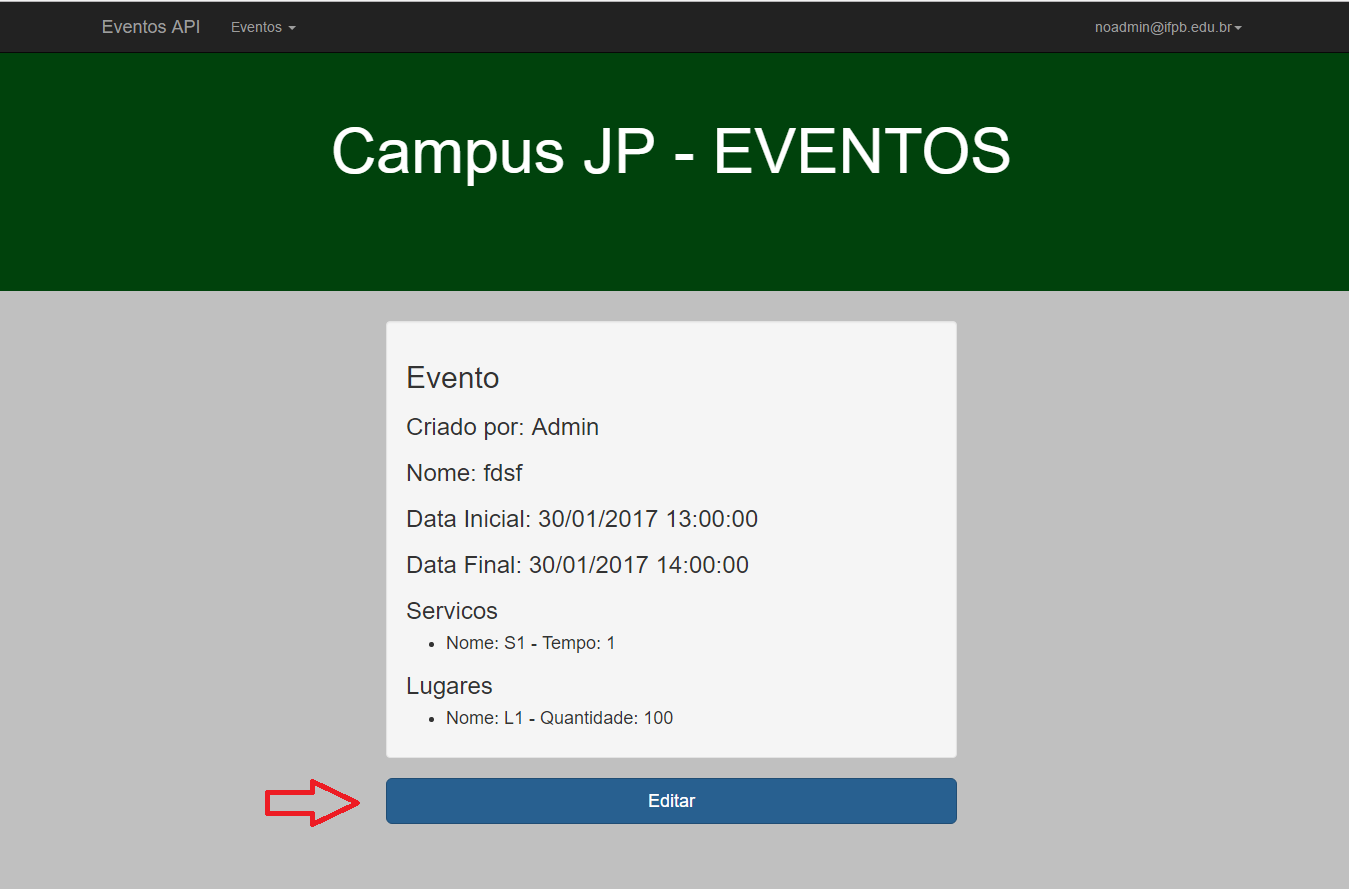 Eventos API Eventos noadmin@ifpb.edu.br
Campus JP - EVENTOS
Evento
Criado por: Admin
Nome: fdsf
Data Inicial: 30/01/2017 13:00:00
Data Final: 30/01/2017 14:00:00
Servicos
Nome: S1 - Tempo: 1
Lugares
Nome: L1 - Quantidade: 100
Editar